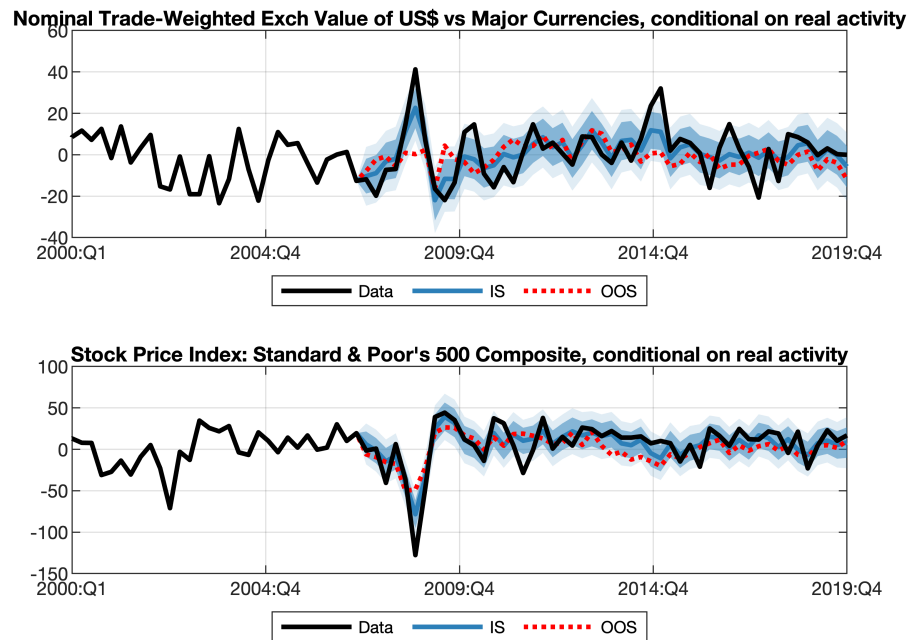 Nominal Trade-Weighted Exch Value of US$ vs Major Currencies, conditional on real activity
60
40
20
0
-20
-40
2000:Q1 2004:Q4 2009:Q4 2014:Q4 2019:Q4
Data IS OOS
Stock Price Index: Standard & Poor's 500 Composite, conditional on real activity
100
50
0
-50
-100
-150
2000:Q1 2004:Q4 2009:Q4 2014:Q4 2019:Q4
Data IS OOS